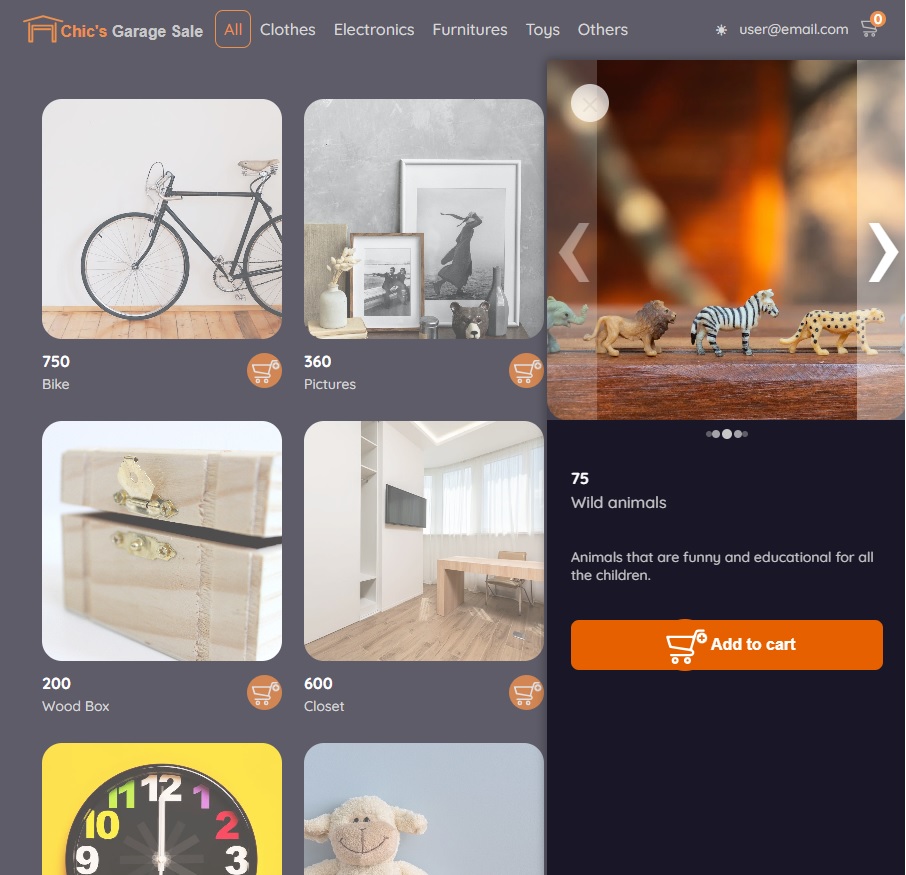 Chic's Garage Sale
All
Clothes
Electronics
Furnitures
Toys
Others
user@email.com
0
750
Bike
360
Pictures
200
Wood Box
600
Closet
11
12
1
10
2
9
3
75
Wild animals
Animals that are funny and educational for all
the children.
Add to cart